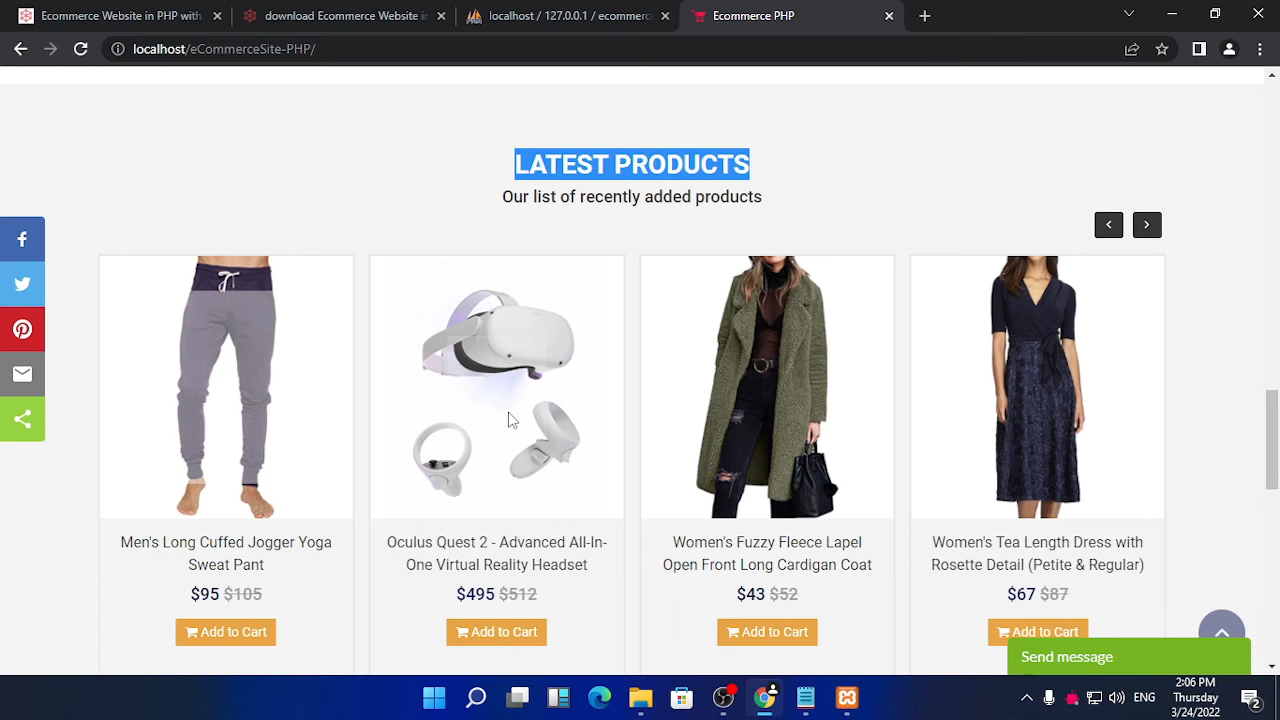 Ecommerce Website in PHP with
download Ecommerce Website in
localhost / 127.0.0.1 / ecommerce
Ecommerce PHP
localhost/eCommerceSite-PHP/
LATEST PRODUCTS
Our list of recently added products
Men's Long Cuffed Jogger Yoga
Sweat Pant
$95 $105
Add to Cart
Oculus Quest 2 - Advanced All-In-
One Virtual Reality Headset
$495 $512
Add to Cart
Women's Fuzzy Fleece Lapel
Open Front Long Cardigan Coat
$43 $52
Add to Cart
Women's Tea Length Dress with
Rosette Detail (Petite & Regular)
$67 $87
Add to Cart
Send message
ENG
2:06 PM
Thursday
3/24/2022
2